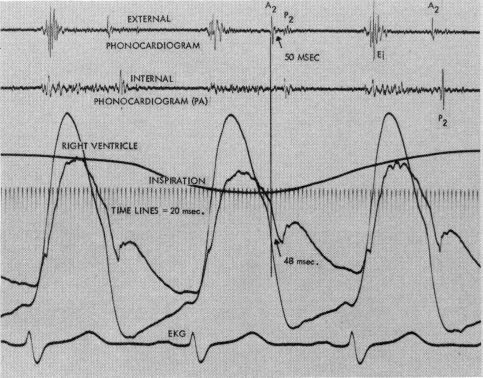 A2
P2
A2
EXTERNAL
PHONOCARDIOGRAM
50 MSEC
Ej
INTERNAL
PHONOCARDIOGRAM (PA)
P2
RIGHT VENTRICLE
INSPIRATION
TIME LINES = 20 msec.
48 msec.
EKG